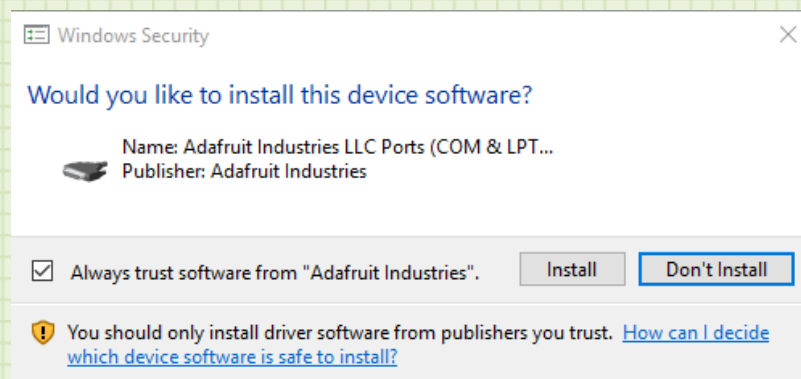 Windows Security
Would you like to install this device software?
Name: Adafruit Industries LLC Ports (COM & LPT...
Publisher: Adafruit Industries
Always trust software from "Adafruit Industries".
Install
Don't Install
You should only install driver software from publishers you trust. How can I decide
which device software is safe to install?